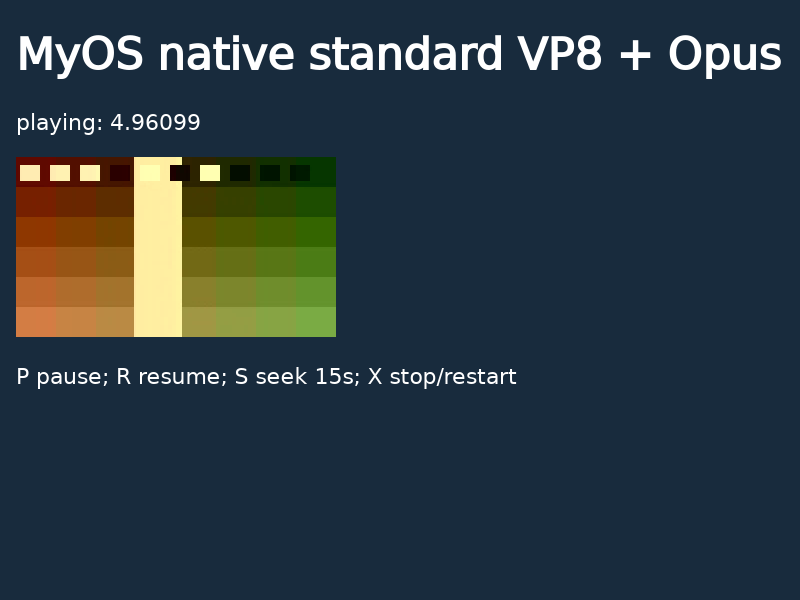 MyOS native standard VP8 + Opus
playing: 4.96099
P pause; R resume; S seek 15s; X stop/restart